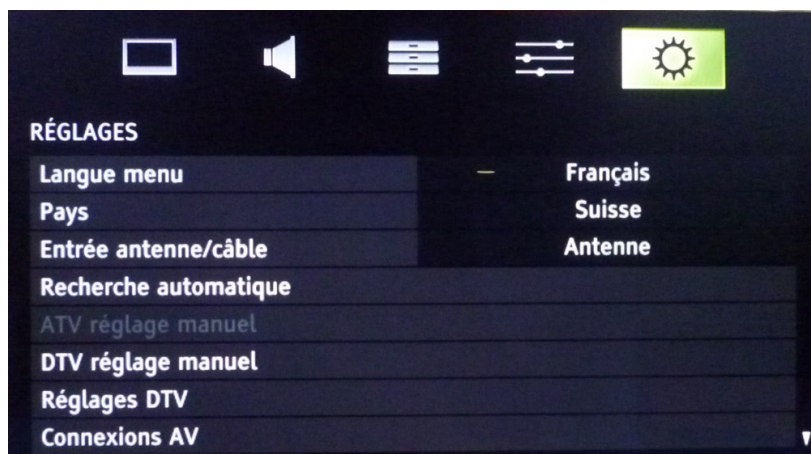 RÉGLAGES
Langue menu Français
Pays Suisse
Entrée antenne/câble Antenne
Recherche automatique
ATV réglage manuel
DTV réglage manuel
Réglages DTV
Connexions AV